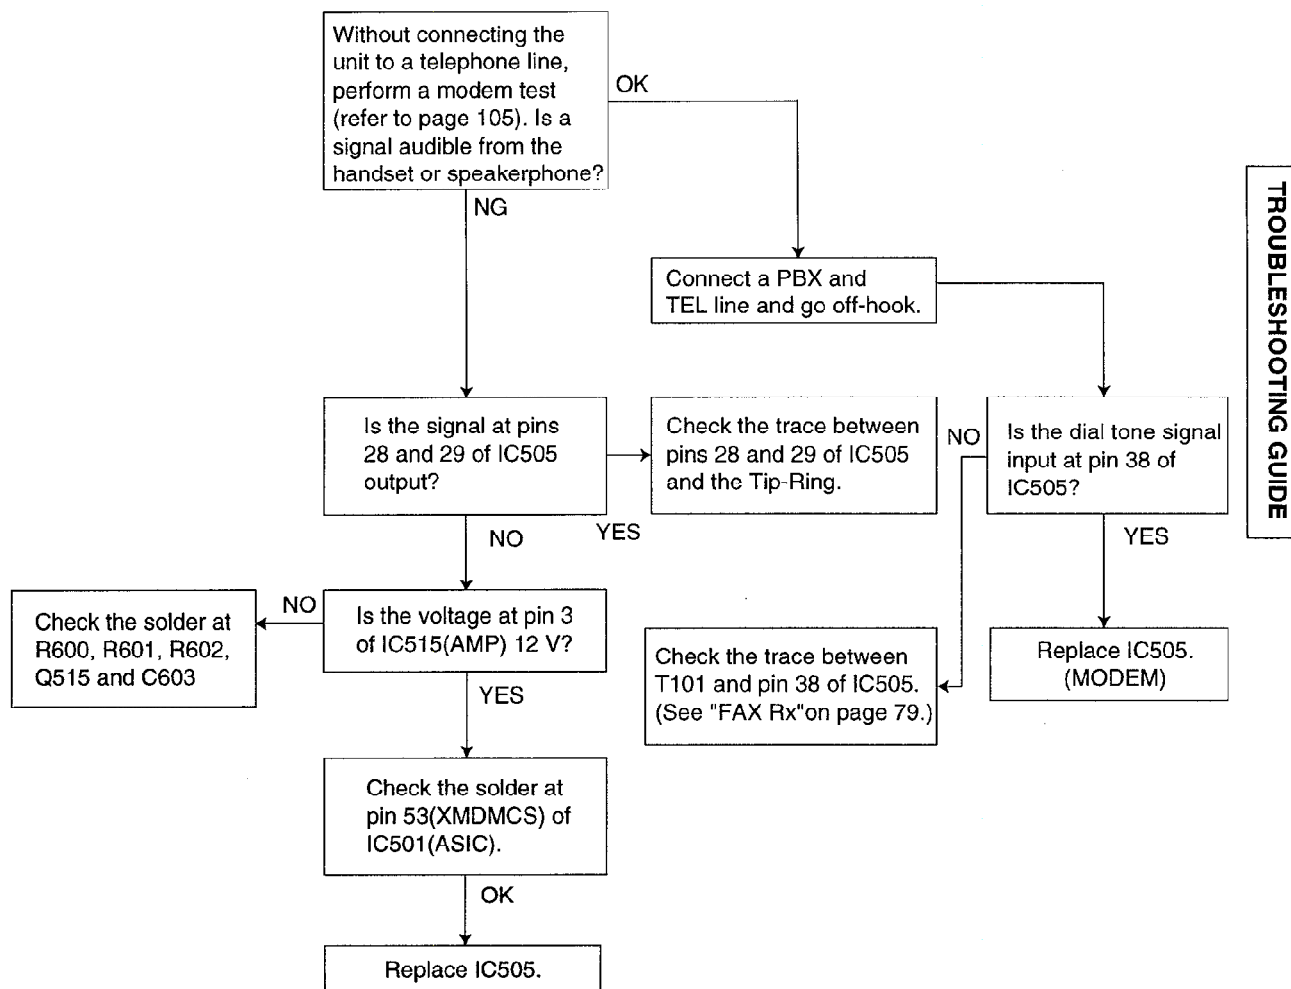 Without connecting the
unit to a telephone line,
perform a modem test
(refer to page 105). Is a
signal audible from the
handset or speakerphone?
OK
NG
Connect a PBX and
TEL line and go off-hook.
TROUBLESHOOTING GUIDE
Is the signal at pins
28 and 29 of IC505
output?
YES
NO
Check the trace between
pins 28 and 29 of IC505
and the Tip-Ring.
NO
Is the dial tone signal
input at pin 38 of
IC505?
YES
Check the solder at
R600, R601, R602,
Q515 and C603
NO
Is the voltage at pin 3
of IC515(AMP) 12 V?
YES
Check the trace between
T101 and pin 38 of IC505.
(See "FAX Rx"on page 79.)
Replace IC505.
(MODEM)
Check the solder at
pin 53(XMDMCS) of
IC501(ASIC).
OK
Replace IC505.